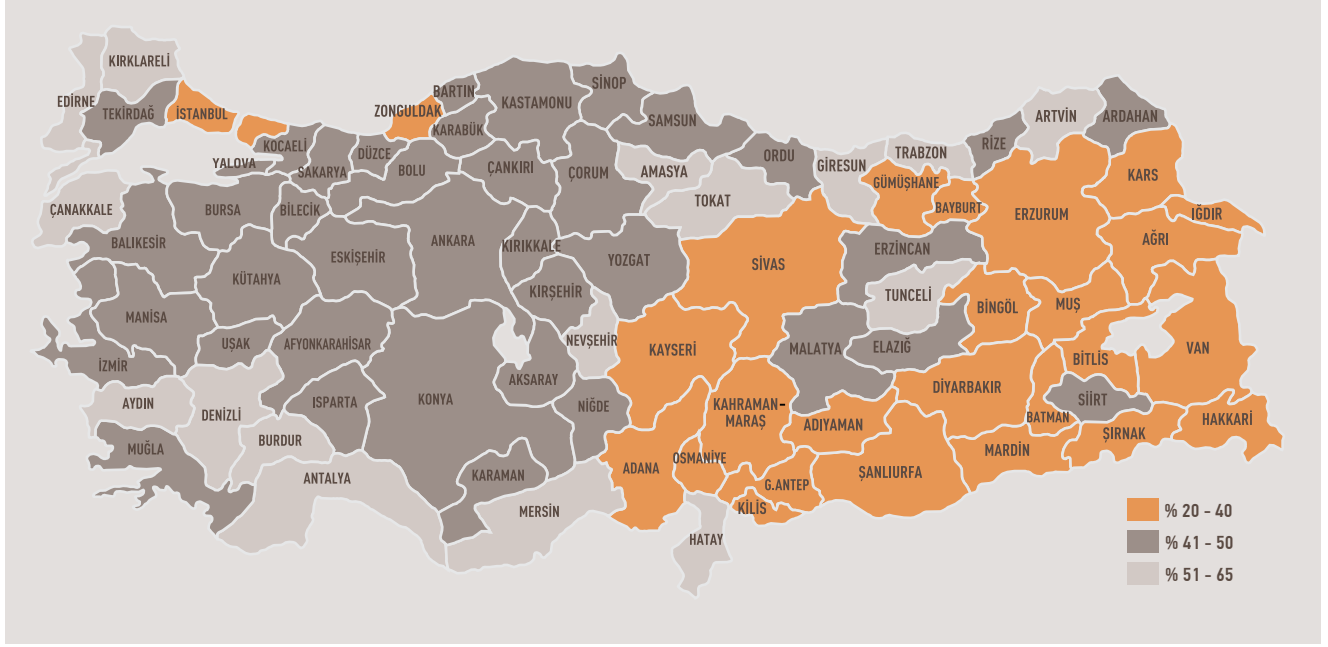 KIRKLARELİ
EDİRNE
TEKİRDAĞ
İSTANBUL
ZONGULDAK
BARTIN
KASTAMONU
SİNOP
SAMSUN
KARABÜK
KOCAELİ
YALOVA
SAKARYA
DÜZCE
BOLU
ÇANKIRI
ÇORUM
AMASYA
TOKAT
ORDU
GİRESUN
TRABZON
RİZE
ARTVİN
ARDAHAN
KARS
GÜMÜŞHANE
BAYBURT
ERZURUM
IĞDIR
AĞRI
ÇANAKKALE
BALIKESİR
BURSA
BİLECİK
ESKİŞEHİR
ANKARA
KIRIKKALE
YOZGAT
SİVAS
ERZİNCAN
KÜTAHYA
KIRŞEHİR
TUNCELİ
BİNGÖL
MUŞ
MANİSA
UŞAK
AFYONKARAHİSAR
NEVŞEHİR
KAYSERİ
MALATYA
ELAZIĞ
BİTLİS
VAN
İZMİR
AYDIN
DENİZLİ
ISPARTA
KONYA
AKSARAY
NİĞDE
KAHRAMAN-
MARAŞ
ADIYAMAN
DİYARBAKIR
BATMAN
SİİRT
ŞIRNAK
HAKKARİ
MUĞLA
BURDUR
ANTALYA
KARAMAN
MERSİN
ADANA
OSMANİYE
G.ANTEP
KİLİS
ŞANLIURFA
MARDİN
HATAY
% 20 - 40
% 41 - 50
% 51 - 65